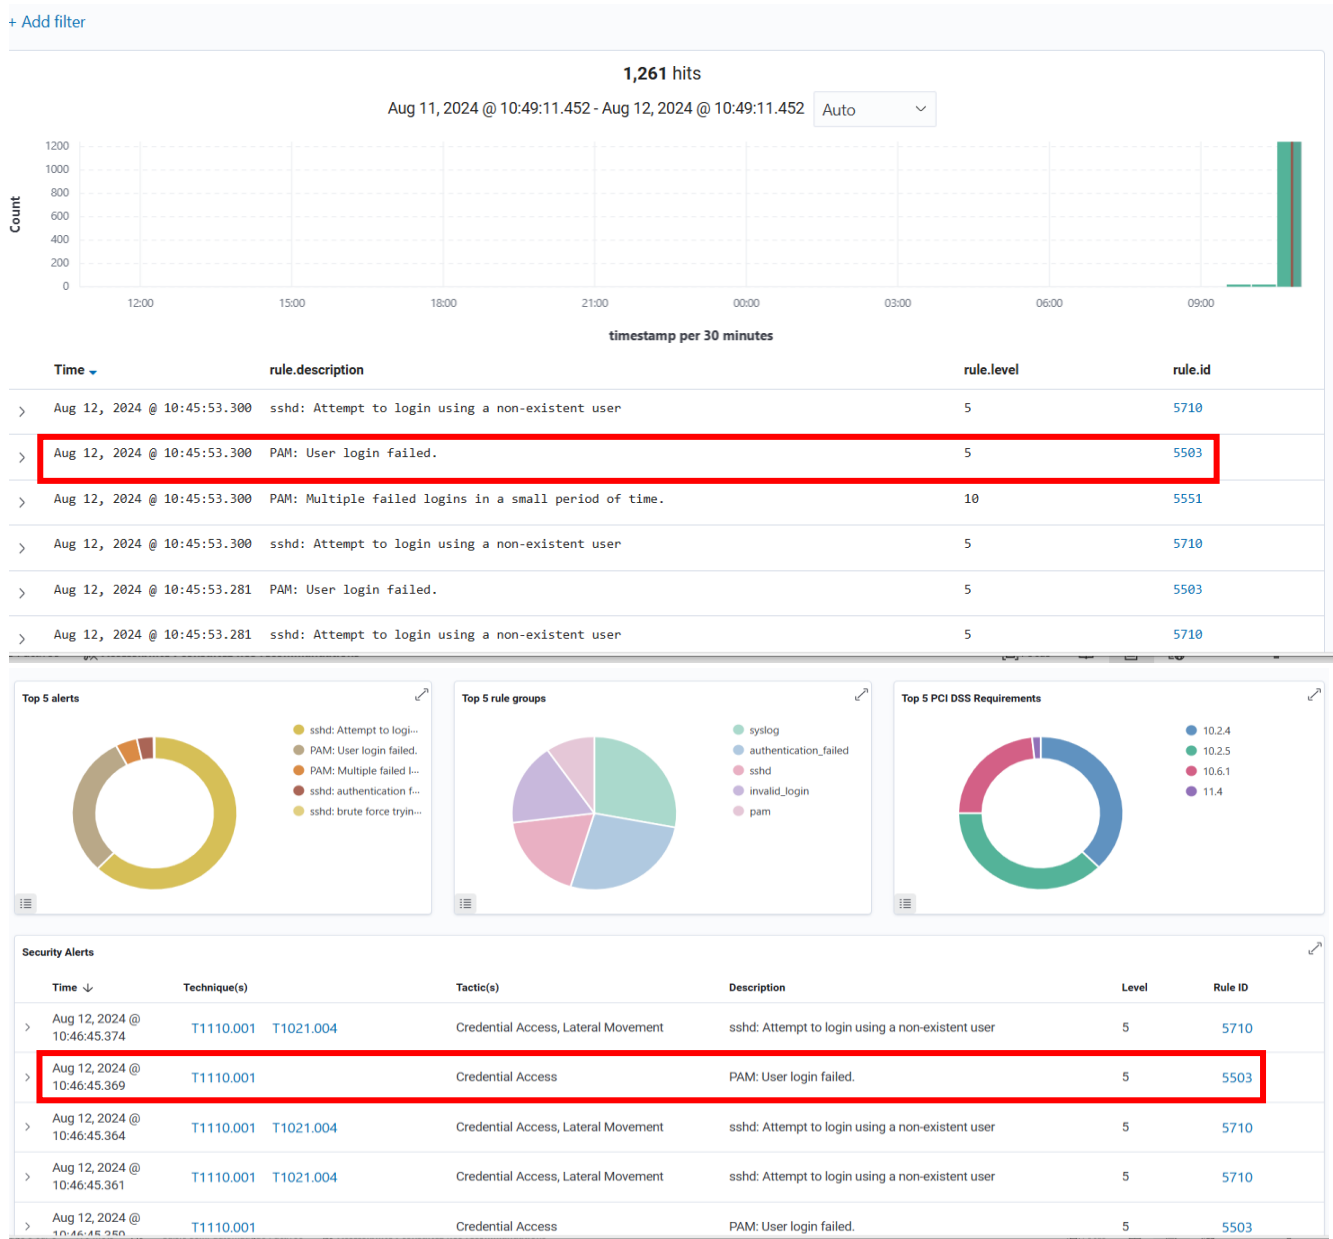 + Add filter
1,261 hits
Aug 11, 2024 @ 10:49:11.452 - Aug 12, 2024 @ 10:49:11.452 Auto
1200
1000
800
600
400
200
0
Count
12:00 15:00 18:00 21:00 00:00 03:00 06:00 09:00
timestamp per 30 minutes
Time rule.description rule.level rule.id
Aug 12, 2024 @ 10:45:53.300 sshd: Attempt to login using a non-existent user 5 5710
Aug 12, 2024 @ 10:45:53.300 PAM: User login failed. 5 5503
Aug 12, 2024 @ 10:45:53.300 PAM: Multiple failed logins in a small period of time. 10 5551
Aug 12, 2024 @ 10:45:53.300 sshd: Attempt to login using a non-existent user 5 5710
Aug 12, 2024 @ 10:45:53.281 PAM: User login failed. 5 5503
Aug 12, 2024 @ 10:45:53.281 sshd: Attempt to login using a non-existent user 5 5710
Top 5 alerts
sshd: Attempt to logi...
PAM: User login failed.
PAM: Multiple failed l...
sshd: authentication f...
sshd: brute force tryin...
Top 5 rule groups
syslog
authentication_failed
sshd
invalid_login
pam
Top 5 PCI DSS Requirements
10.2.4
10.2.5
10.6.1
11.4
Security Alerts
Time Technique(s) Tactic(s) Description Level Rule ID
Aug 12, 2024 @
10:46:45.374 T1110.001 T1021.004 Credential Access, Lateral Movement sshd: Attempt to login using a non-existent user 5 5710
Aug 12, 2024 @
10:46:45.369 T1110.001 Credential Access PAM: User login failed. 5 5503
Aug 12, 2024 @
10:46:45.364 T1110.001 T1021.004 Credential Access, Lateral Movement sshd: Attempt to login using a non-existent user 5 5710
Aug 12, 2024 @
10:46:45.361 T1110.001 T1021.004 Credential Access, Lateral Movement sshd: Attempt to login using a non-existent user 5 5710
Aug 12, 2024 @
T1110.001 Credential Access PAM: User login failed. 5 5503